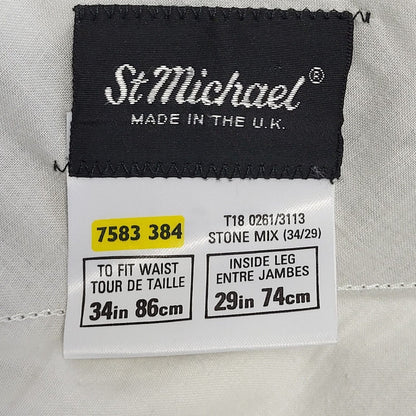 St Michael®
MADE IN THE U.K.
7583 384
T18 0261/3113
STONE MIX (34/29)
TO FIT WAIST
TOUR DE TAILLE
34in 86cm
INSIDE LEG
ENTRE JAMBES
29in 74cm